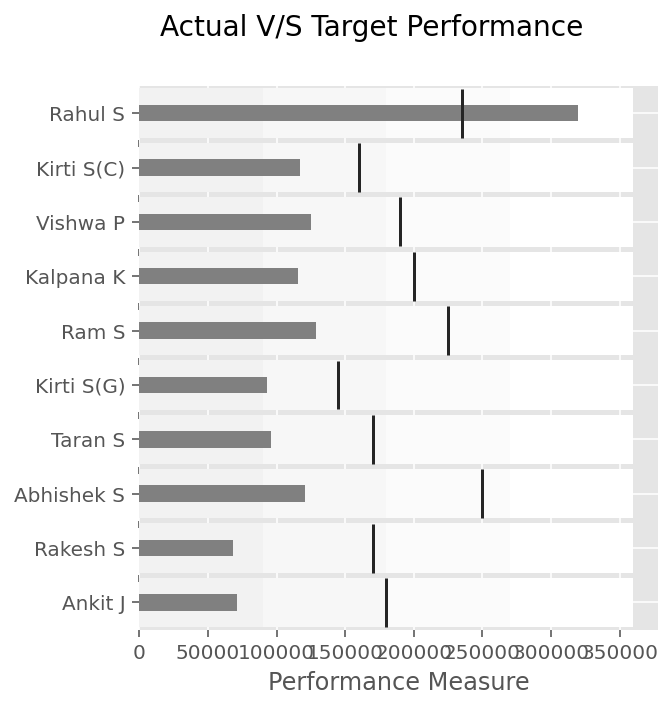 Actual V/S Target Performance
Rahul S
Kirti S(C)
Vishwa P
Kalpana K
Ram S
Kirti S(G)
Taran S
Abhishek S
Rakesh S
Ankit J
0 50000 100000 150000 200000 250000 300000 350000
Performance Measure